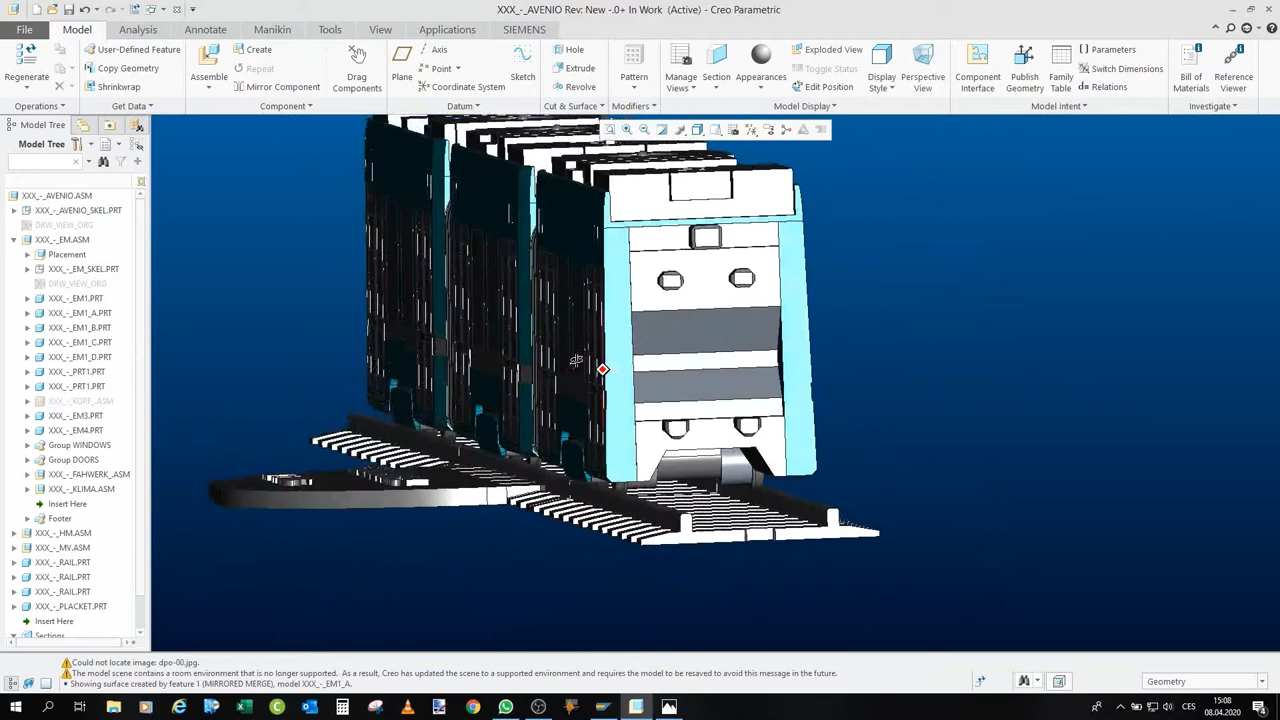 XXX_-_AVENIO Rev: New -.0+ In Work (Active) - Creo Parametric
File Model Analysis Annotate Manikin Tools View Applications SIEMENS
Regenerate
Operations
User-Defined Feature
Copy Geometry
Shrinkwrap
Get Data
Assemble
Create
Repeat
Mirror Component
Component
Drag
Components
Plane
Axis
Point
Coordinate System
Sketch
Datum
Hole
Extrude
Revolve
Cut & Surface
Pattern
Modifiers
Manage
Views
Section
Appearances
Exploded View
Toggle Status
Edit Position
Display
Style
Perspective
View
Model Display
Component
Interface
Publish
Geometry
Family
Table
Parameters
Switch Dimensions
Relations
Model Intent
Bill of
Materials
Reference
Viewer
Investigate
Model Tree
Model Tree
XXX_-_AVENIO.ASM
XXX_-_AVENIO_SKEL.PRT
DRW_VIEW_ORG
XXX_-_EM.ASM
Placement
XXX_-_EM_SKEL.PRT
DRW_VIEW_ORG
XXX_-_EM1.PRT
XXX_-_EM1_A.PRT
XXX_-_EM1_B.PRT
XXX_-_EM1_C.PRT
XXX_-_EM1_D.PRT
XXX_-_PRT1.PRT
XXX_-_PRT1.PRT
XXX_-_KOPF_.ASM
XXX_-_EM3.PRT
XXX_-_EM4.PRT
Group WINDOWS
Group DOORS
XXX_-_FAHWERK_.ASM
XXX_-_KLIMA.ASM
Insert Here
Footer
XXX_-_HM.ASM
XXX_-_MV.ASM
XXX_-_RAIL.PRT
XXX_-_RAIL.PRT
XXX_-_RAIL.PRT
XXX_-_PLACKET.PRT
Insert Here
Sections
Could not locate image: dpo-00.jpg.
The model scene contains a room environment that is no longer supported. As a result, Creo has updated the scene to a supported environment and requires the model to be resaved to avoid this message in the future.
• Showing surface created by feature 1 (MIRRORED MERGE), model XXX_-_EM1_A.
Geometry
CES
15:08
08.04.2020